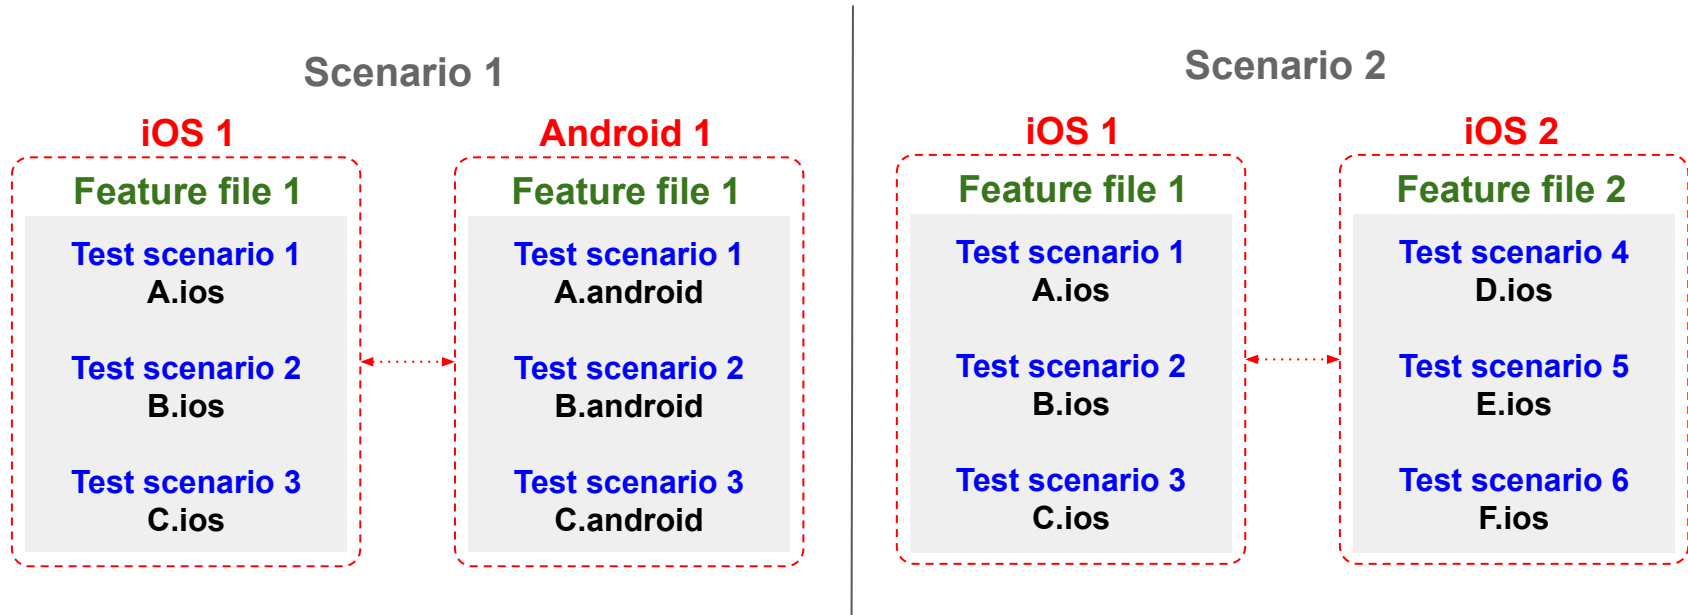 Scenario 1
iOS 1
Feature file 1
Test scenario 1
A.ios
Test scenario 2
B.ios
Test scenario 3
C.ios
Android 1
Feature file 1
Test scenario 1
A.android
Test scenario 2
B.android
Test scenario 3
C.android
Scenario 2
iOS 1
Feature file 1
Test scenario 1
A.ios
Test scenario 2
B.ios
Test scenario 3
C.ios
iOS 2
Feature file 2
Test scenario 4
D.ios
Test scenario 5
E.ios
Test scenario 6
F.ios